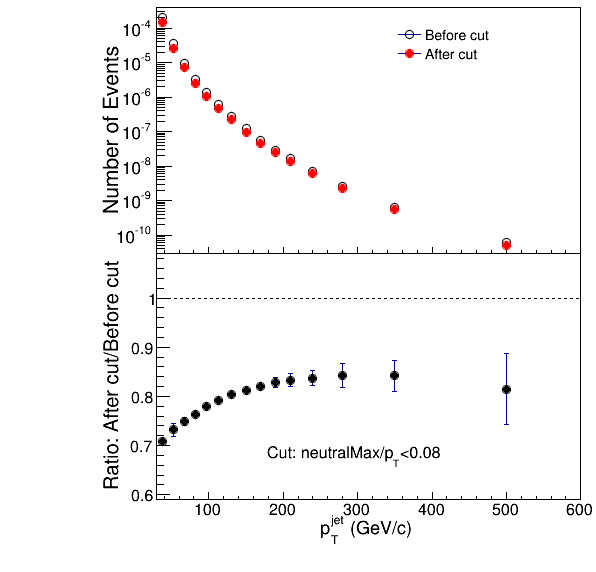 Number of Events
10^-4
10^-5
10^-6
10^-7
10^-8
10^-9
10^-10
Before cut
After cut
Ratio: After cut/Before cut
1
0.9
0.8
0.7
0.6
Cut: neutralMax/p_T<0.08
100 200 300 400 500 600
p_T^jet (GeV/c)